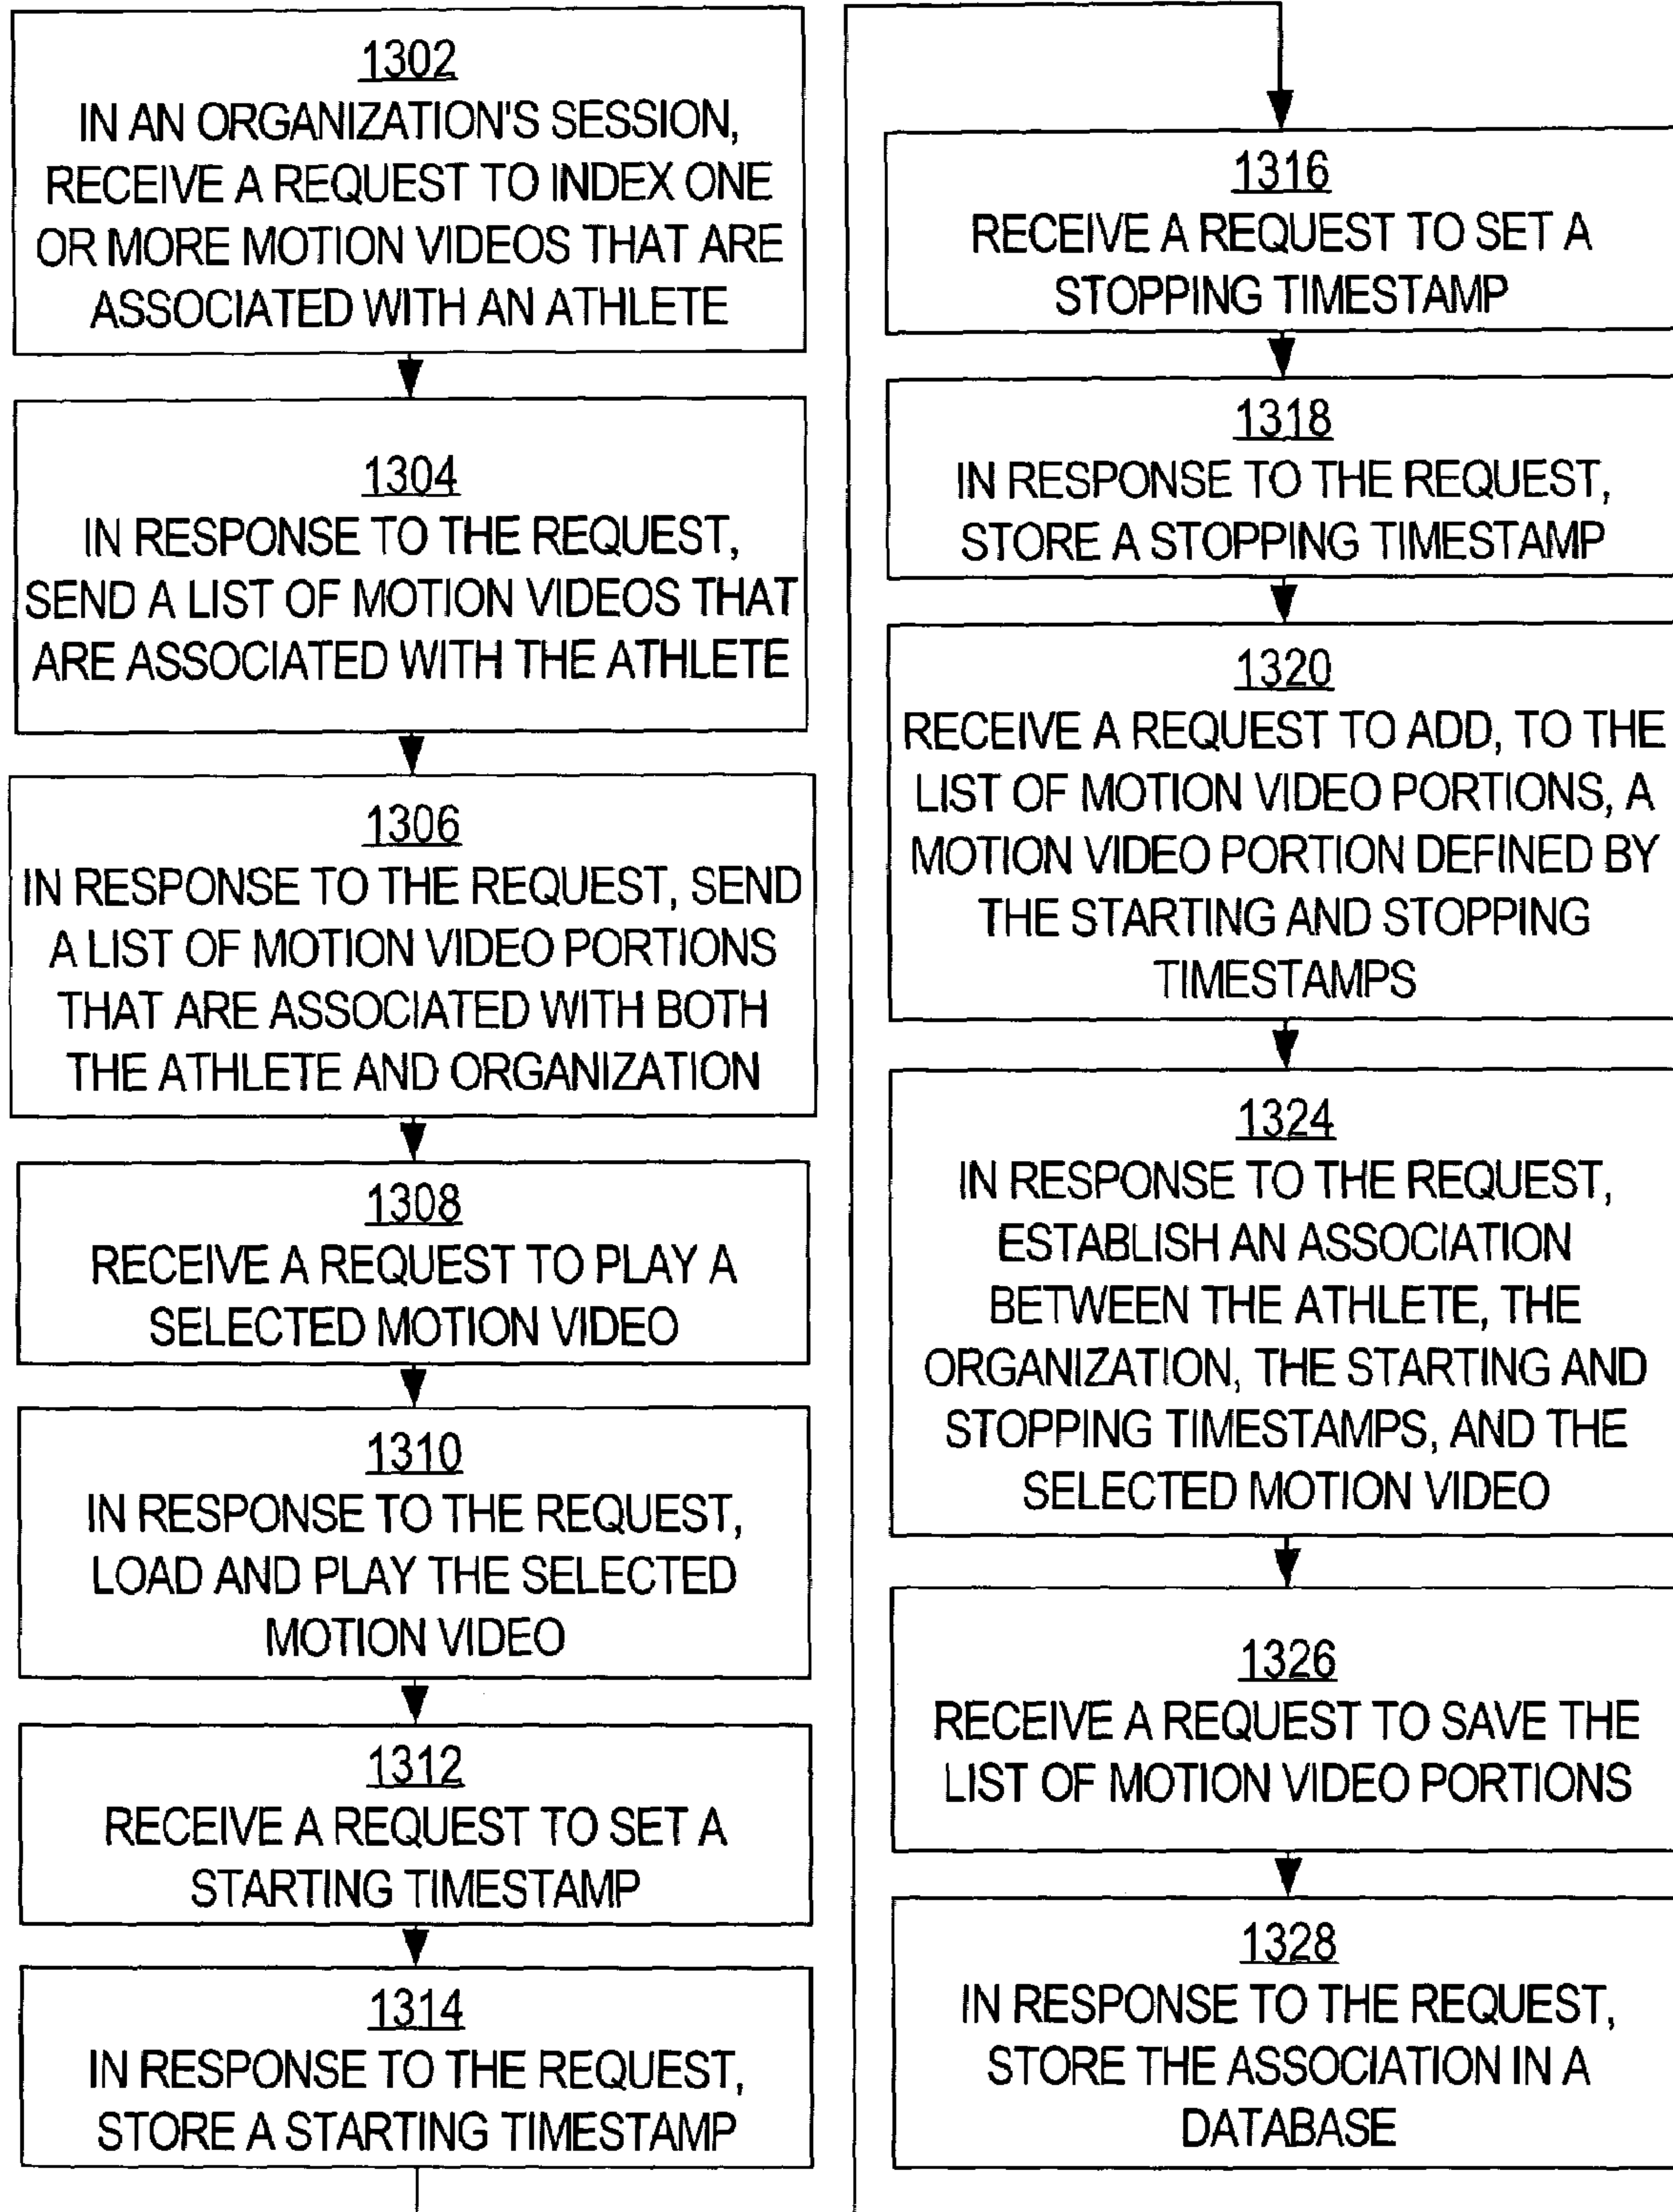 1302
IN AN ORGANIZATION'S SESSION,
RECEIVE A REQUEST TO INDEX ONE
OR MORE MOTION VIDEOS THAT ARE
ASSOCIATED WITH AN ATHLETE
1304
IN RESPONSE TO THE REQUEST,
SEND A LIST OF MOTION VIDEOS THAT
ARE ASSOCIATED WITH THE ATHLETE
1306
IN RESPONSE TO THE REQUEST, SEND
A LIST OF MOTION VIDEO PORTIONS
THAT ARE ASSOCIATED WITH BOTH
THE ATHLETE AND ORGANIZATION
1308
RECEIVE A REQUEST TO PLAY A
SELECTED MOTION VIDEO
1310
IN RESPONSE TO THE REQUEST,
LOAD AND PLAY THE SELECTED
MOTION VIDEO
1312
RECEIVE A REQUEST TO SET A
STARTING TIMESTAMP
1314
IN RESPONSE TO THE REQUEST,
STORE A STARTING TIMESTAMP
1316
RECEIVE A REQUEST TO SET A
STOPPING TIMESTAMP
1318
IN RESPONSE TO THE REQUEST,
STORE A STOPPING TIMESTAMP
1320
RECEIVE A REQUEST TO ADD, TO THE
LIST OF MOTION VIDEO PORTIONS, A
MOTION VIDEO PORTION DEFINED BY
THE STARTING AND STOPPING
TIMESTAMPS
1324
IN RESPONSE TO THE REQUEST,
ESTABLISH AN ASSOCIATION
BETWEEN THE ATHLETE, THE
ORGANIZATION, THE STARTING AND
STOPPING TIMESTAMPS, AND THE
SELECTED MOTION VIDEO
1326
RECEIVE A REQUEST TO SAVE THE
LIST OF MOTION VIDEO PORTIONS
1328
IN RESPONSE TO THE REQUEST,
STORE THE ASSOCIATION IN A
DATABASE